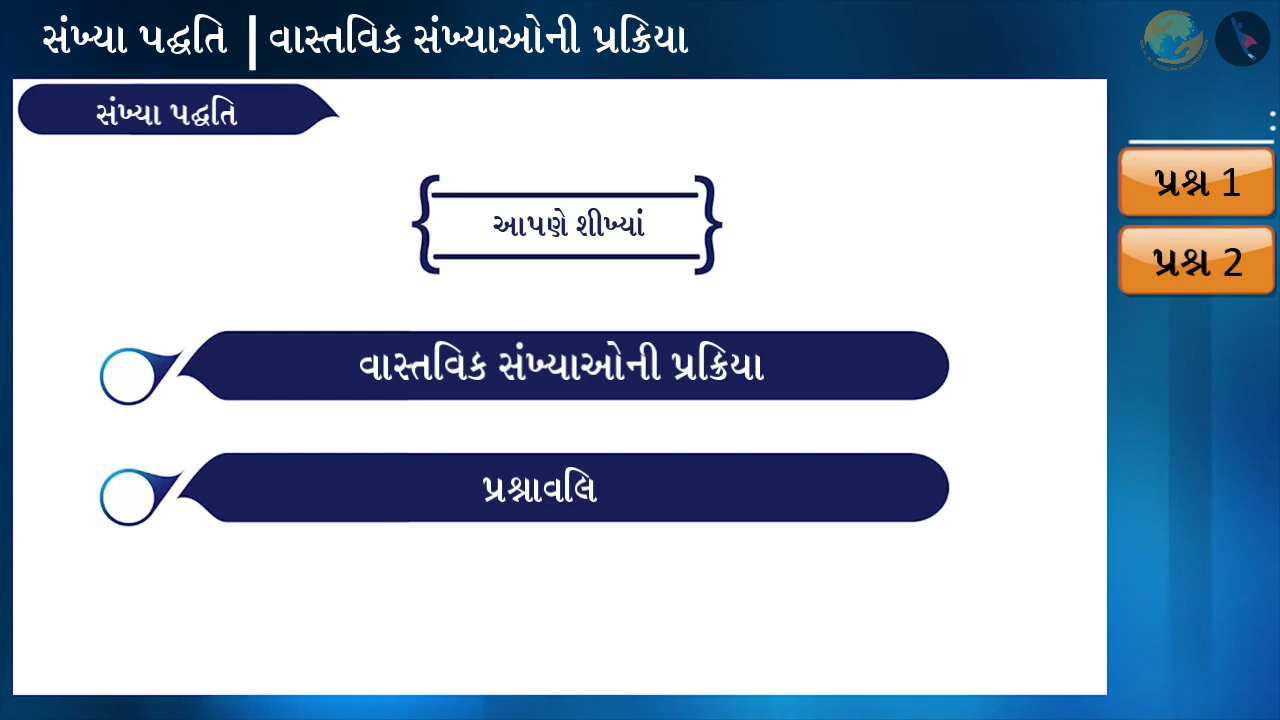 સંખ્યા પદ્ધતિ | વાસ્તવિક સંખ્યાઓની પ્રક્રિયા
સંખ્યા પદ્ધતિ
આપણે શીખ્યાં
વાસ્તવિક સંખ્યાઓની પ્રક્રિયા
પ્રશ્નાવલિ
:
પ્રશ્ન 1
પ્રશ્ન 2